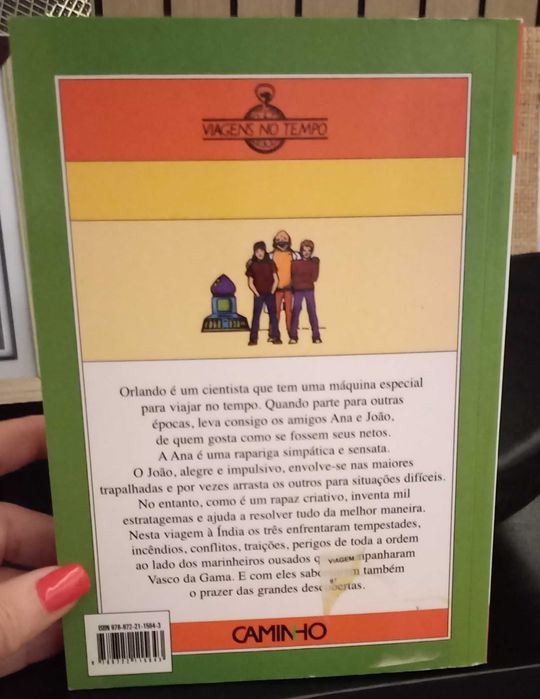 VIAGENS NO TEMPO
Orlando é um cientista que tem uma máquina especial
para viajar no tempo. Quando parte para outras
épocas, leva consigo os amigos Ana e João,
de quem gosta como se fossem seus netos.
A Ana é uma rapariga simpática e sensata.
O João, alegre e impulsivo, envolve-se nas maiores
trapalhadas e por vezes arrasta os outros para situações difíceis.
No entanto, como é um rapaz criativo, inventa mil
estratagemas e ajuda a resolver tudo da melhor maneira.
Nesta viagem à Índia os três enfrentaram tempestades,
incêndios, conflitos, traições, perigos de toda a ordem
ao lado dos marinheiros ousados VIAGEM
Vasco da Gama. E com eles também
o prazer das grandes
CAMINHO
ISBN 978-972-21-1504-3